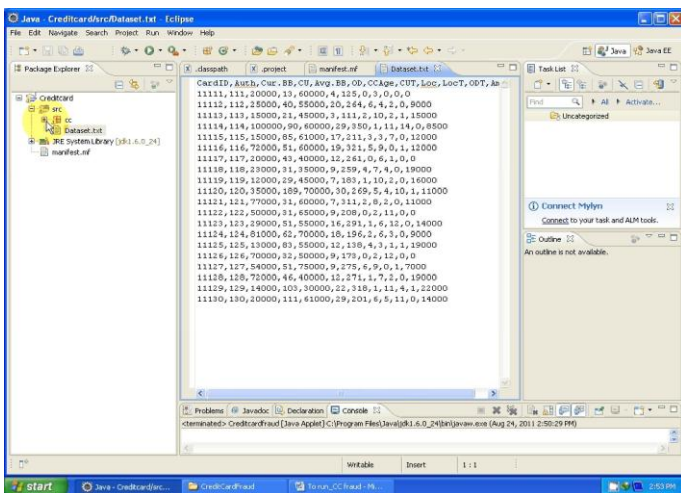 Java - Creditcard/src/Dataset.txt - Eclipse
File Edit Navigate Search Project Run Window Help
Java Java EE
Package Explorer
Creditcard
src
cc
Dataset.txt
JRE System Library [jdk1.6.0_24]
manifest.mf
.classpath .project manifest.mf Dataset.txt
CardID,Auth,Cur.BB,CU,Avg.BB,OD,CCAge,CUT,Loc,LocT,ODT,Am
11111,111,20000,13,60000,4,125,0,3,0,0,0
11112,112,25000,40,55000,20,264,6,4,2,0,9000
11113,113,15000,21,45000,3,111,2,10,2,1,15000
11114,114,100000,90,60000,29,350,1,11,14,0,8500
11115,115,15000,85,61000,17,211,3,3,7,0,12000
11116,116,72000,51,60000,19,321,5,9,0,1,12000
11117,117,20000,43,40000,12,261,0,6,1,0,0
11118,118,23000,31,35000,9,259,4,7,4,0,19000
11119,119,12000,29,45000,7,183,1,10,2,0,16000
11120,120,35000,189,70000,30,269,5,4,10,1,11000
11121,121,77000,31,60000,7,311,2,8,2,0,11000
11122,122,50000,31,65000,9,208,0,2,11,0,0
11123,123,29000,51,55000,16,291,1,6,12,0,14000
11124,124,81000,62,70000,18,196,2,6,3,0,9000
11125,125,13000,83,55000,12,138,4,3,1,1,19000
11126,126,70000,32,50000,9,173,0,2,12,0,0
11127,127,54000,51,75000,9,275,6,9,0,1,7000
11128,128,72000,46,40000,12,271,1,7,2,0,19000
11129,129,14000,103,30000,22,318,1,11,4,1,22000
11130,130,20000,111,61000,29,201,6,5,11,0,14000
Task List
Find All Activate...
Uncategorized
Connect Mylyn
Connect to your task and ALM tools.
Outline
An outline is not available.
Problems Javadoc Declaration Console
<terminated> Creditcardfraud [Java Applet] C:\Program Files\Java\jdk1.6.0_24\bin\javaw.exe (Aug 24, 2011 2:50:29 PM)
Writable Insert 1 : 1
start Java - Creditcard/src... CreditCardFraud To run_CC fraud - Mi... 2:53 PM